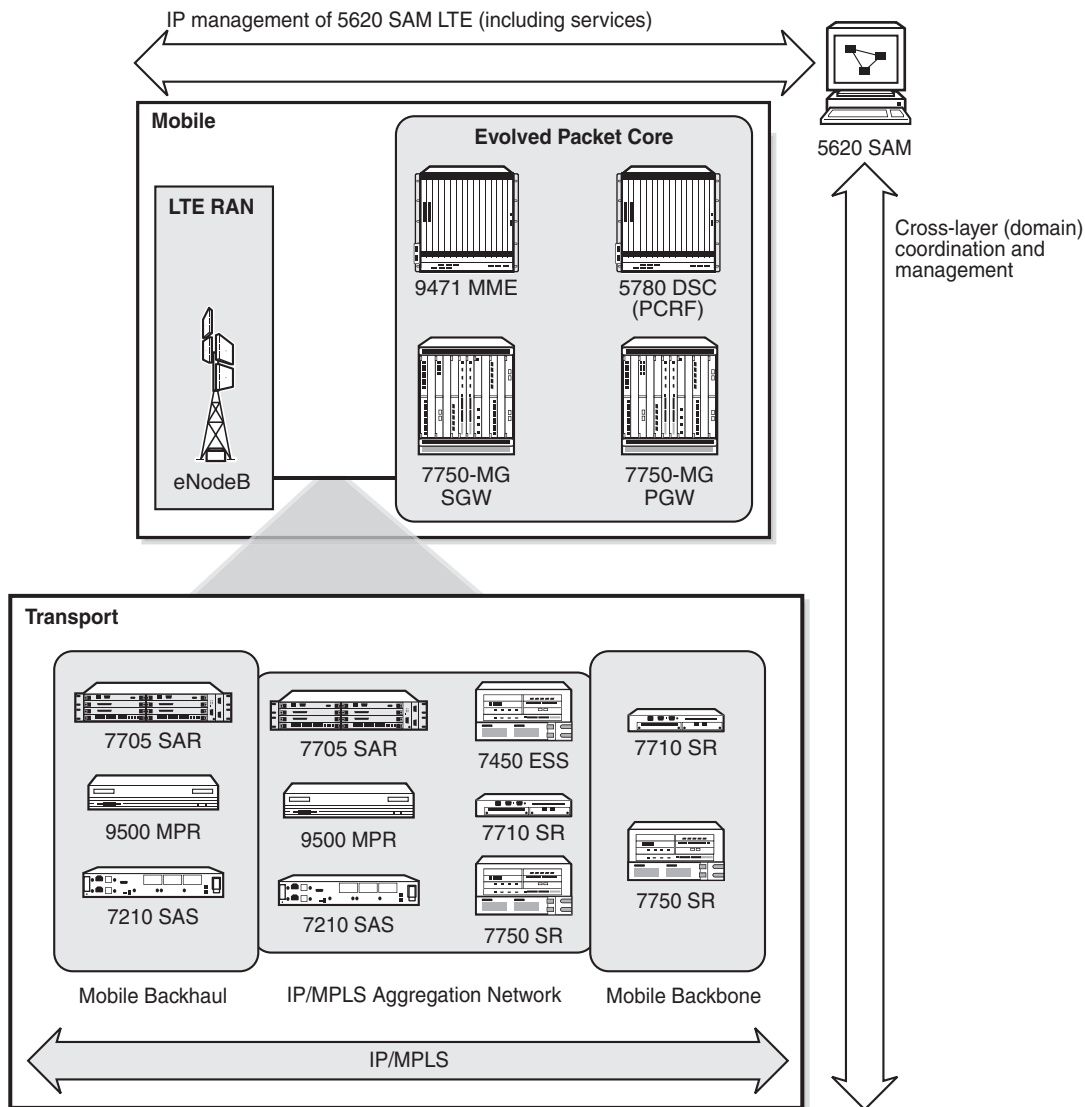 IP management of 5620 SAM LTE (including services)
5620 SAM
Mobile
Evolved Packet Core
LTE RAN
9471 MME
5780 DSC
(PCRF)
eNodeB
7750-MG
SGW
7750-MG
PGW
Cross-layer (domain)
coordination and
management
Transport
7705 SAR
9500 MPR
7210 SAS
7705 SAR
9500 MPR
7210 SAS
7450 ESS
7710 SR
7750 SR
7710 SR
7750 SR
Mobile Backhaul
IP/MPLS Aggregation Network
Mobile Backbone
IP/MPLS